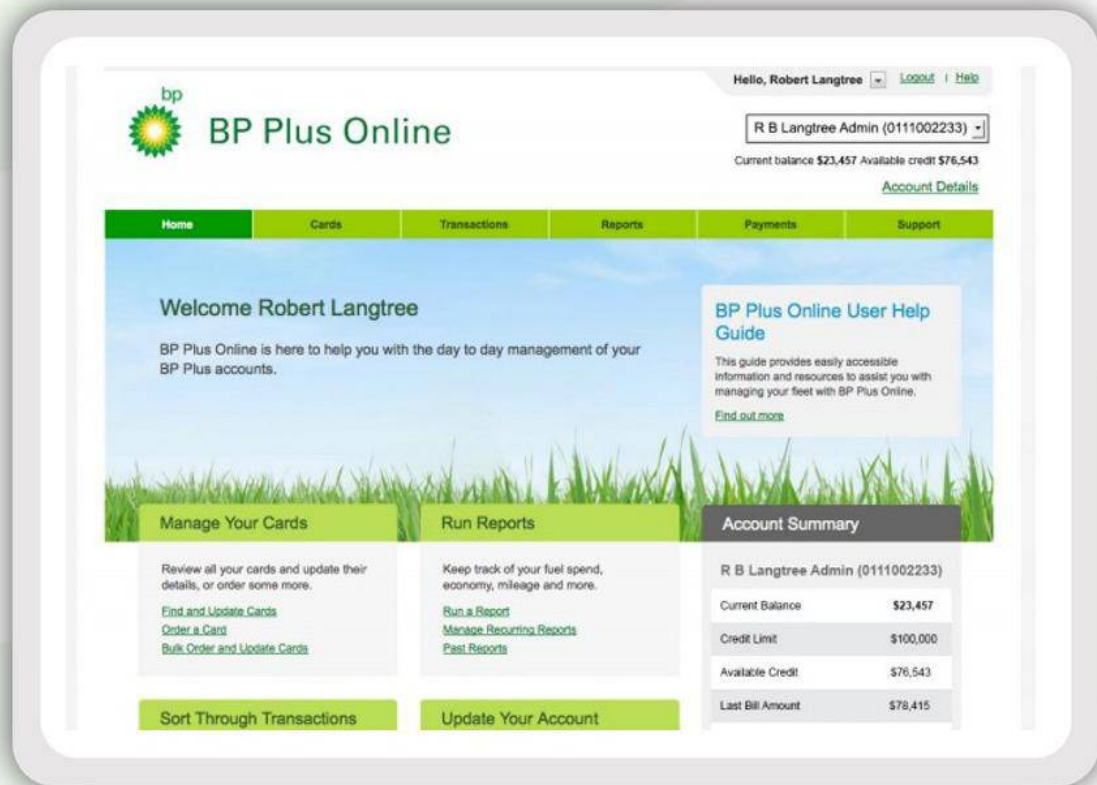 Hello, Robert Langtree Logout | Help
bp
BP Plus Online
R B Langtree Admin (0111002233)
Current balance $23,457 Available credit $76,543
Account Details
Home Cards Transactions Reports Payments Support
Welcome Robert Langtree
BP Plus Online is here to help you with the day to day management of your
BP Plus accounts.
BP Plus Online User Help
Guide
This guide provides easily accessible
information and resources to assist you with
managing your fleet with BP Plus Online.
Find out more
Manage Your Cards
Review all your cards and update their
details, or order some more.
Find and Update Cards
Order a Card
Bulk Order and Update Cards
Run Reports
Keep track of your fuel spend,
economy, mileage and more.
Run a Report
Manage Recurring Reports
Past Reports
Account Summary
R B Langtree Admin (0111002233)
Current Balance $23,457
Credit Limit $100,000
Available Credit $76,543
Last Bill Amount $78,415
Sort Through Transactions
Update Your Account